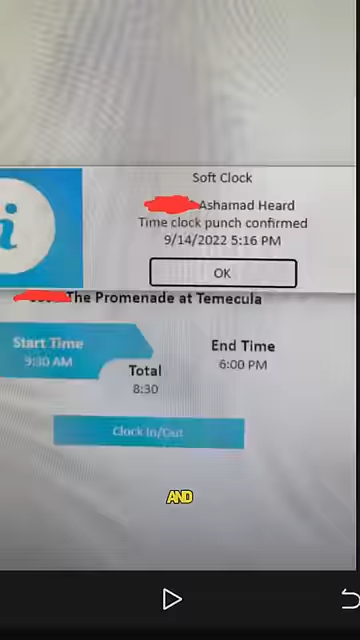 Soft Clock
Ashamad Heard
Time clock punch confirmed
9/14/2022 5:16 PM
OK
The Promenade at Temecula
Start Time
9:30 AM
End Time
6:00 PM
Total
8:30
Clock In/Out
AND